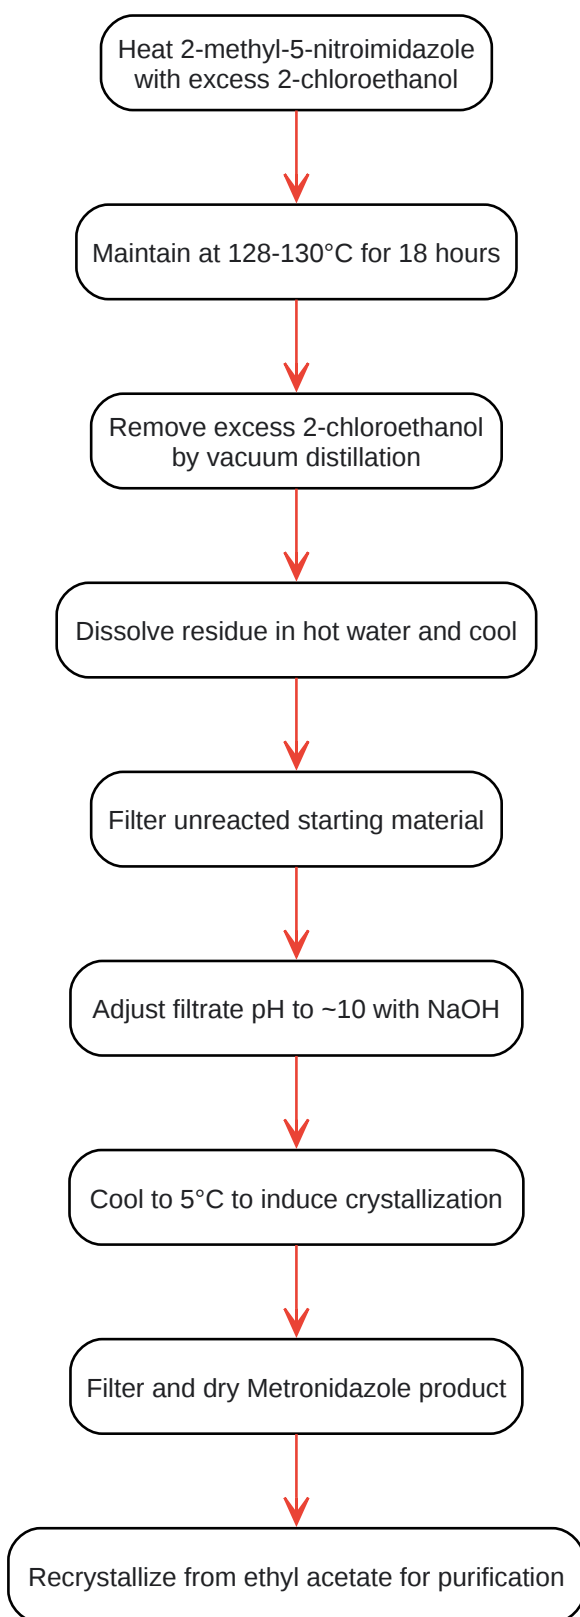 Heat 2-methyl-5-nitroimidazole
with excess 2-chloroethanol
Maintain at 128-130°C for 18 hours
Remove excess 2-chloroethanol
by vacuum distillation
Dissolve residue in hot water and cool
Filter unreacted starting material
Adjust filtrate pH to ~10 with NaOH
Cool to 5°C to induce crystallization
Filter and dry Metronidazole product
Recrystallize from ethyl acetate for purification